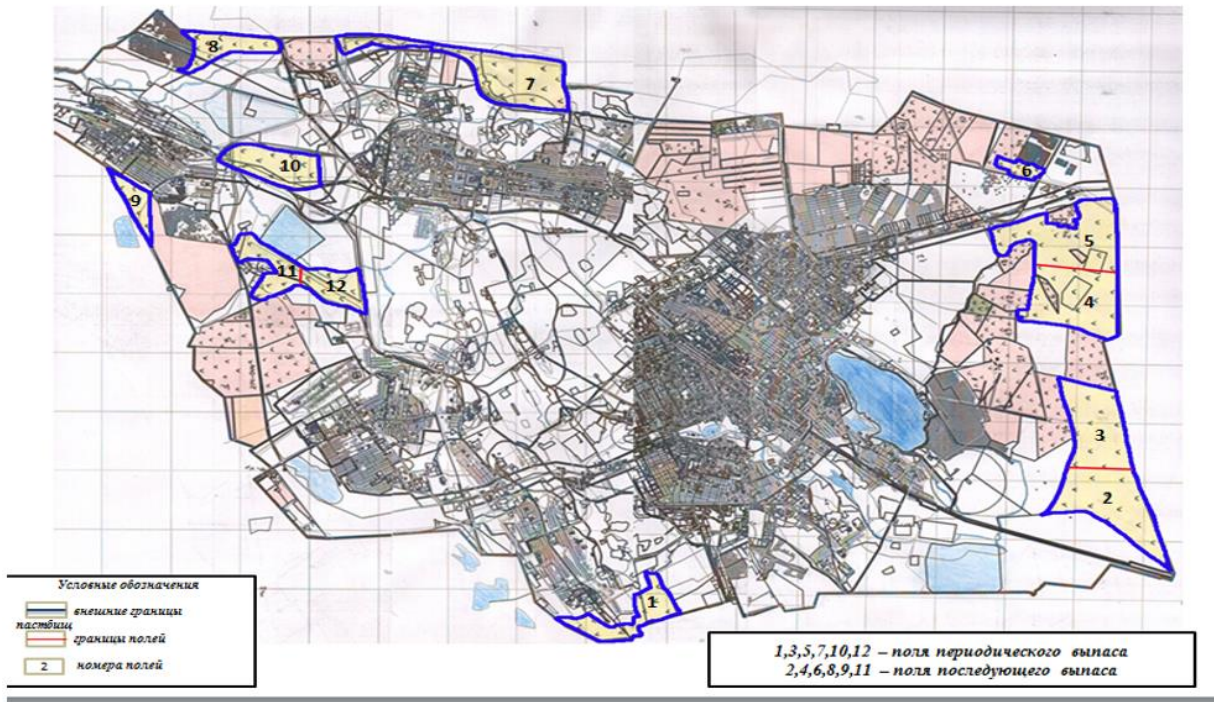 8
7
10
6
9
5
11
12
4
3
2
1
Условные обозначения
внешние границы
пастбищ
границы полей
2 номера полей
1,3,5,7,10,12 – поля периодического выпаса
2,4,6,8,9,11 – поля последующего выпаса